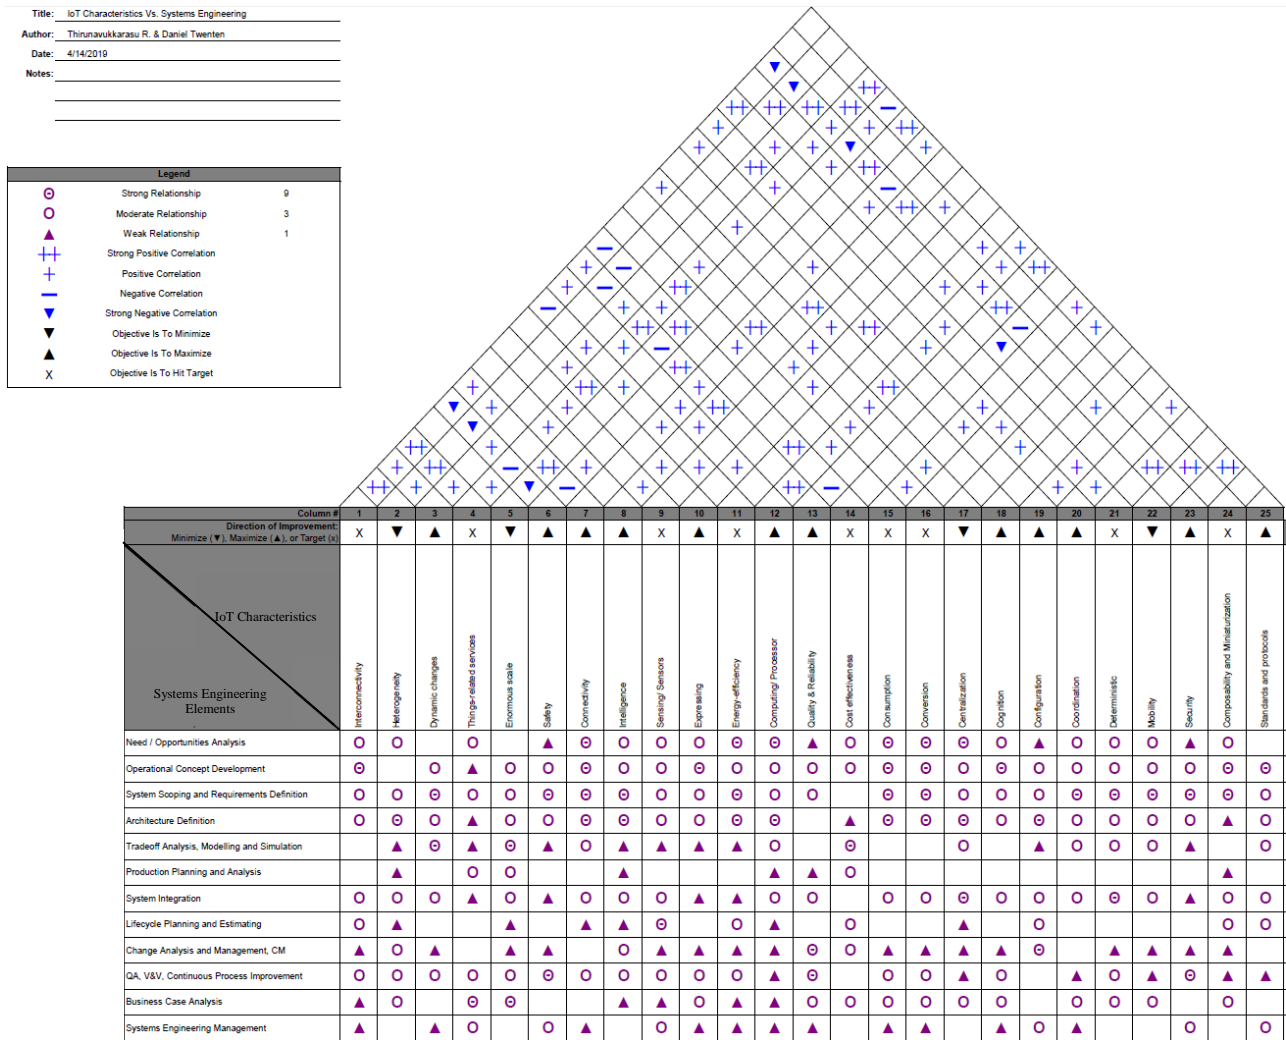 Title: IoT Characteristics Vs. Systems Engineering
Author: Thirunavukkarasu R. & Daniel Twenten
Date: 4/14/2019
Notes:
Legend
Strong Relationship 9
Moderate Relationship 3
Weak Relationship 1
Strong Positive Correlation
Positive Correlation
Negative Correlation
Strong Negative Correlation
Objective Is To Minimize
Objective Is To Maximize
X Objective Is To Hit Target
Column # 1 2 3 4 5 6 7 8 9 10 11 12 13 14 15 16 17 18 19 20 21 22 23 24 25
Direction of Improvement:
Minimize (▼), Maximize (▲), or Target (x)
X ▼ ▲ X ▼ ▲ ▲ ▲ X ▲ X ▲ ▲ X X X ▼ ▲ ▲ ▲ X ▼ ▲ X ▲
IoT Characteristics
Systems Engineering
Elements
Interconnectivity
Heterogeneity
Dynamic changes
Things-related services
Enormous scale
Safety
Connectivity
Intelligence
Sensing/ Sensors
Expressing
Energy-efficiency
Computing/ Processor
Quality & Reliability
Cost effectiveness
Consumption
Conversion
Centralization
Cognition
Configuration
Coordination
Deterministic
Mobility
Security
Composability and Miniaturization
Standards and protocols
Need / Opportunities Analysis
Operational Concept Development
System Scoping and Requirements Definition
Architecture Definition
Tradeoff Analysis, Modelling and Simulation
Production Planning and Analysis
System Integration
Lifecycle Planning and Estimating
Change Analysis and Management, CM
QA, V&V, Continuous Process Improvement
Business Case Analysis
Systems Engineering Management